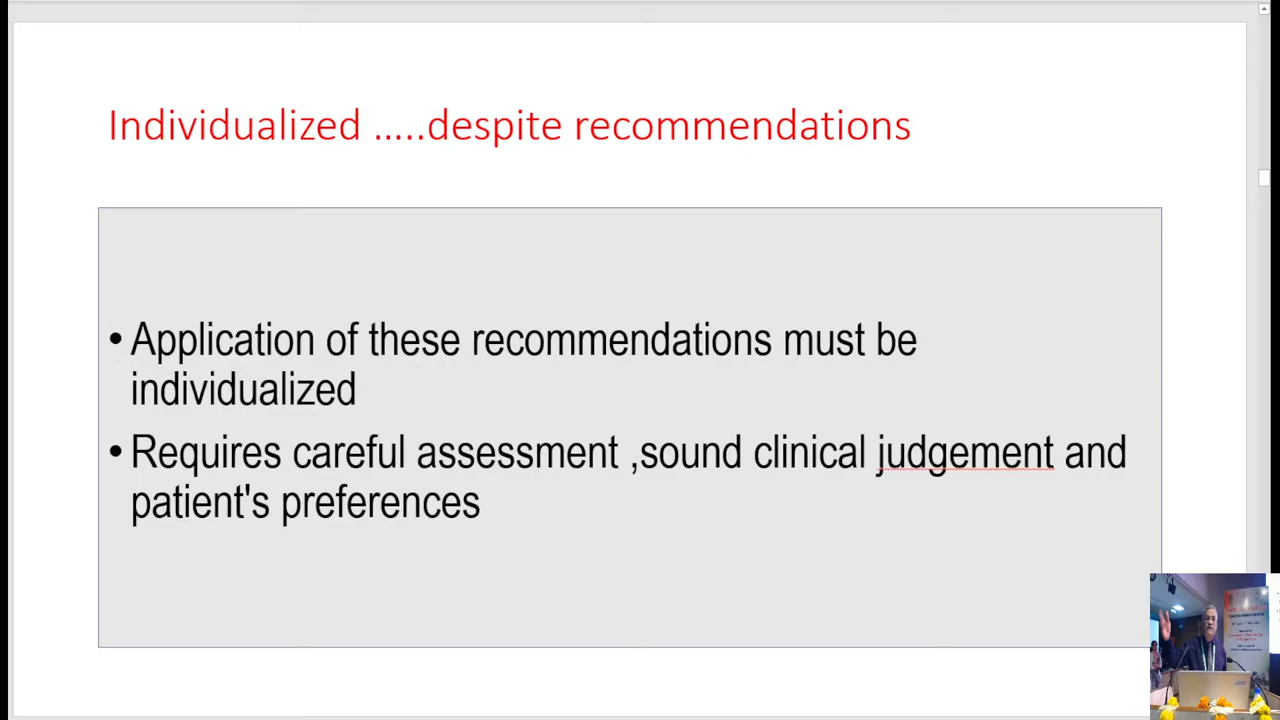 Individualized …..despite recommendations
• Application of these recommendations must be
individualized
• Requires careful assessment ,sound clinical judgement and
patient's preferences